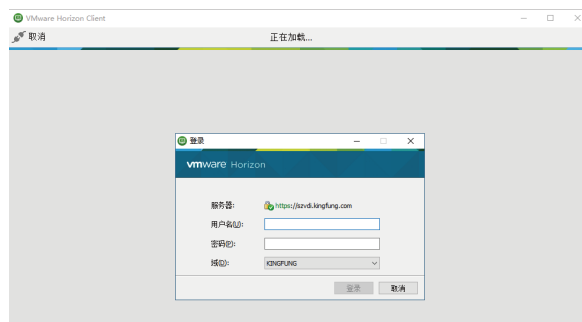 VMware Horizon Client
取消 正在加载...
登录
vmware Horizon
服务器: https://szvdi.kingfung.com
用户名(U):
密码(P):
域(D): KINGFUNG
登录 取消